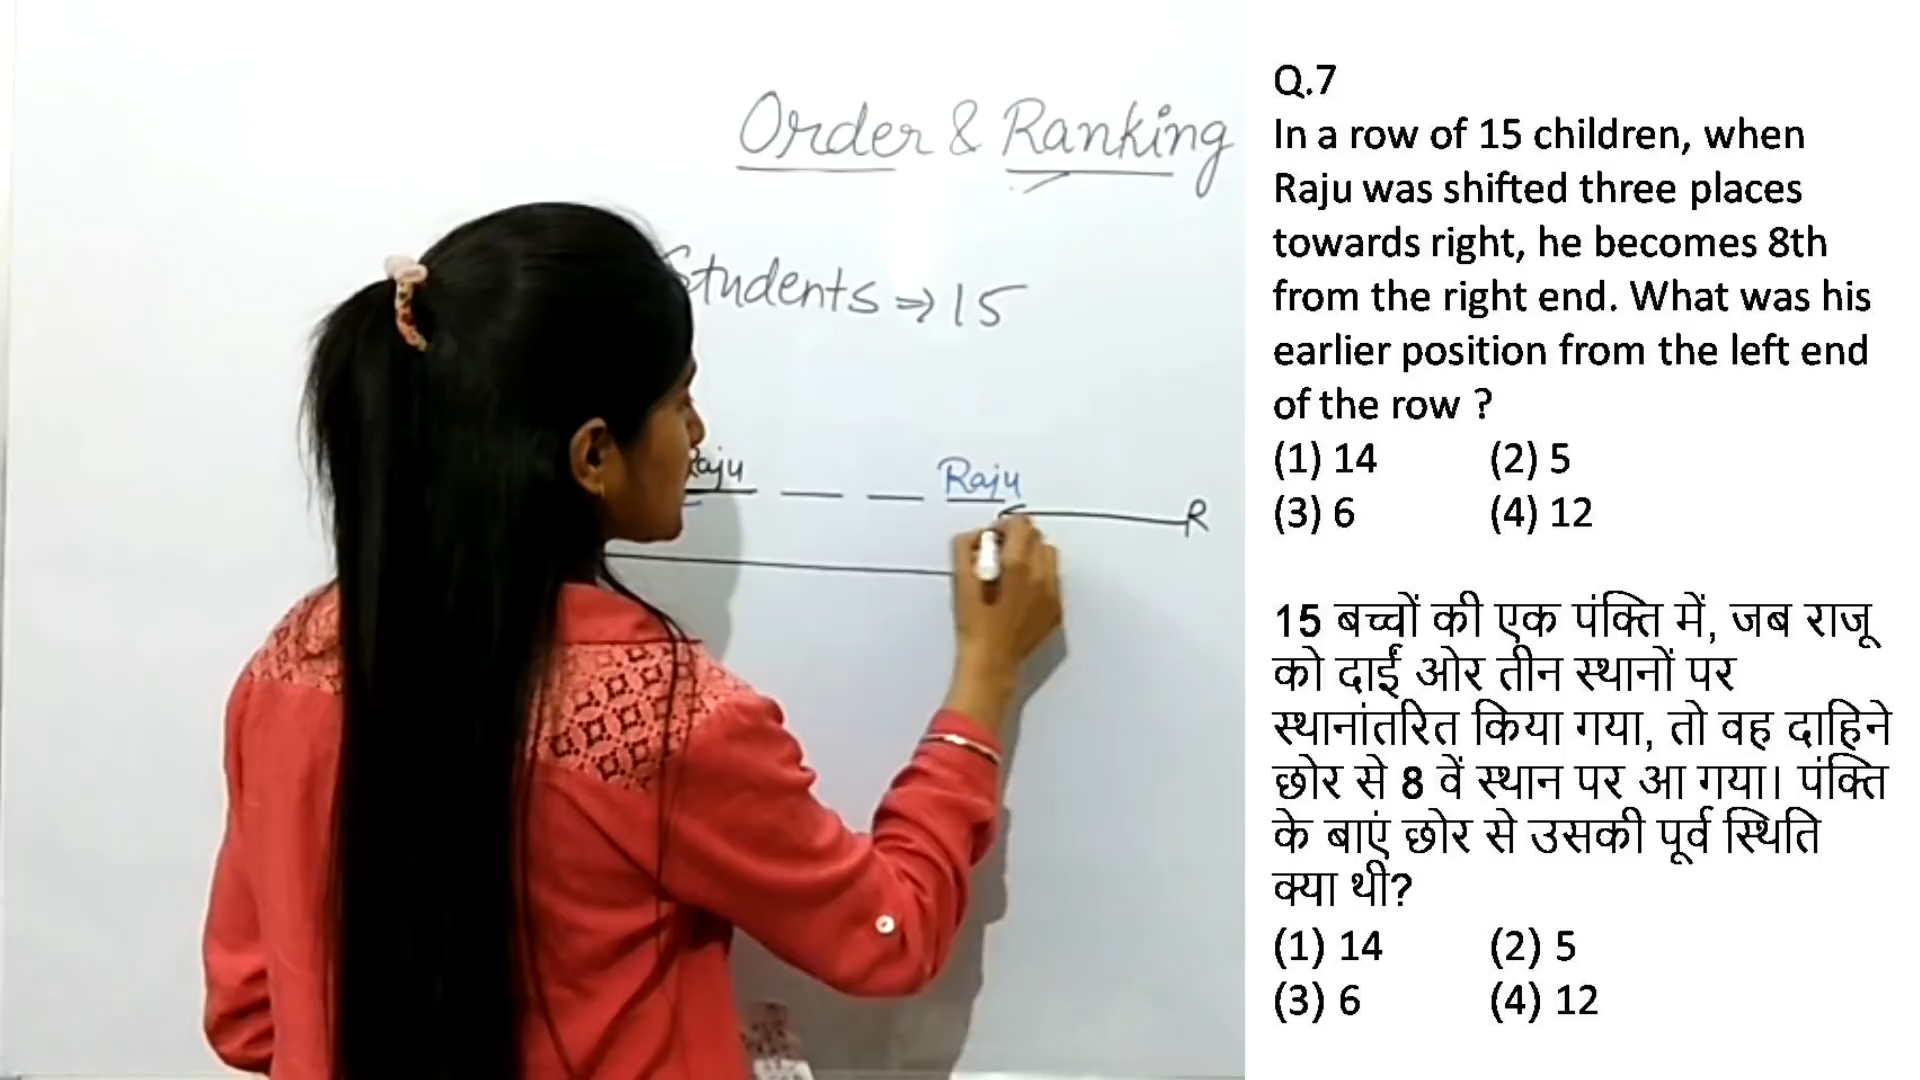 Order & Ranking
Students ⇒ 15
Raju — — Raju
R
Q.7
In a row of 15 children, when
Raju was shifted three places
towards right, he becomes 8th
from the right end. What was his
earlier position from the left end
of the row ?
(1) 14 (2) 5
(3) 6 (4) 12
15 बच्चों की एक पंक्ति में, जब राजू
को दाईं ओर तीन स्थानों पर
स्थानांतरित किया गया, तो वह दाहिने
छोर से 8 वें स्थान पर आ गया। पंक्ति
के बाएं छोर से उसकी पूर्व स्थिति
क्या थी?
(1) 14 (2) 5
(3) 6 (4) 12